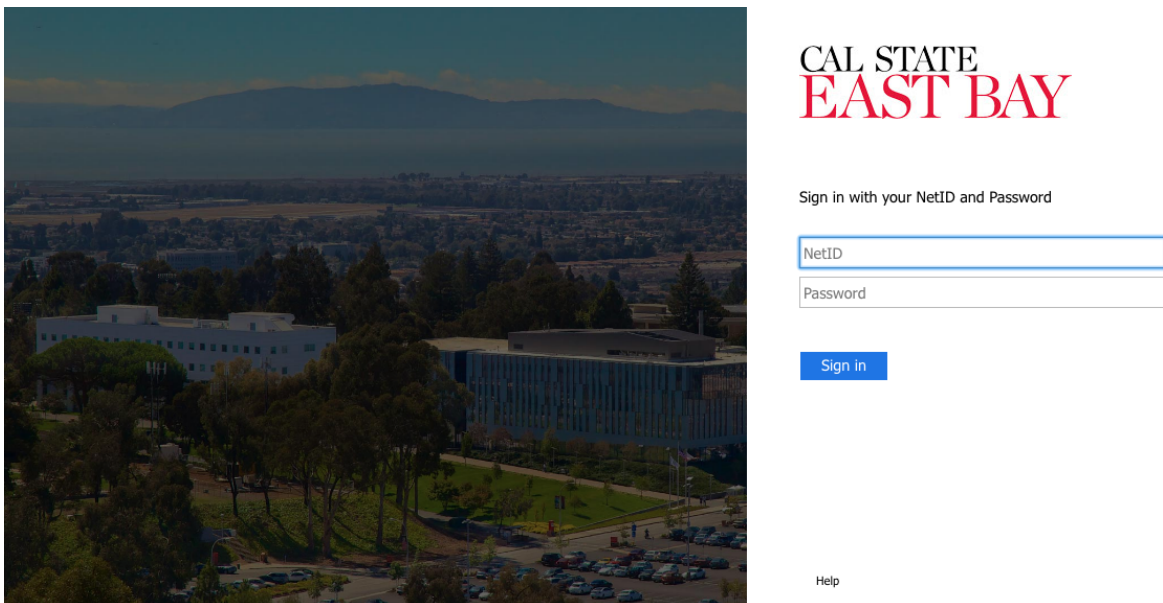 CAL STATE
EAST BAY
Sign in with your NetID and Password
NetID
Password
Sign in
Help